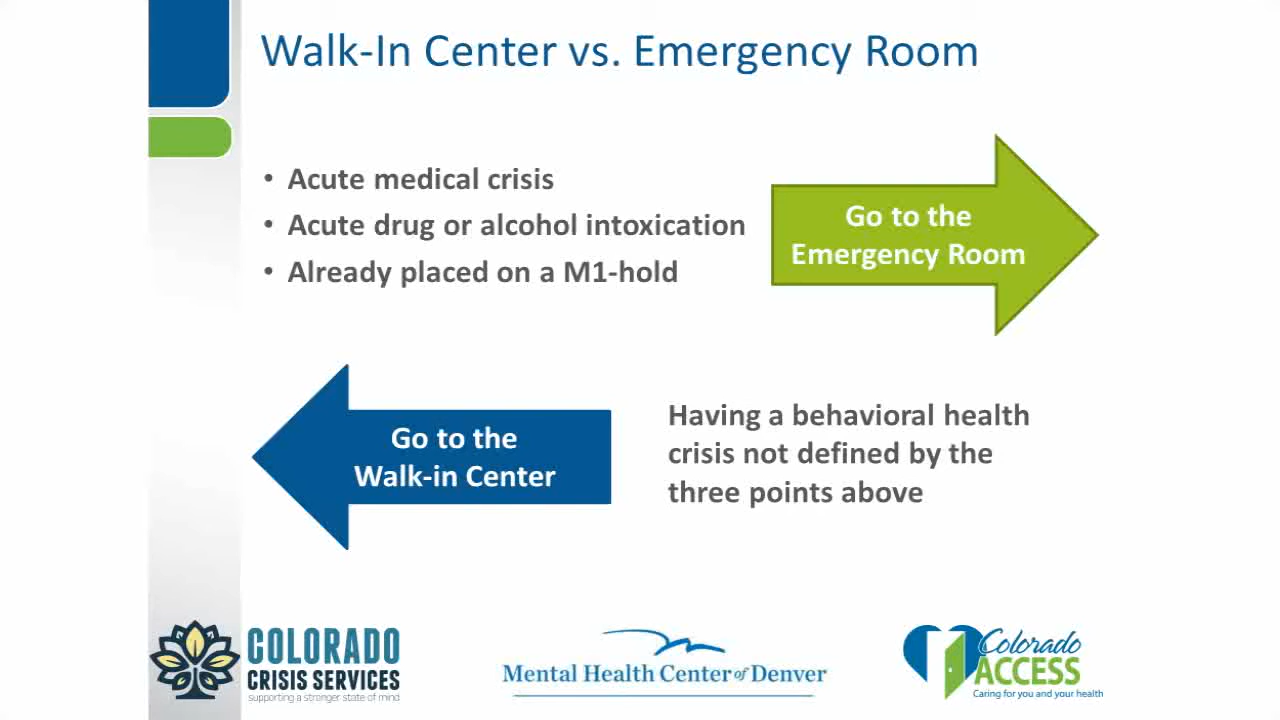 Walk-In Center vs. Emergency Room
• Acute medical crisis
• Acute drug or alcohol intoxication
• Already placed on a M1-hold
Go to the
Emergency Room
Go to the
Walk-in Center
Having a behavioral health
crisis not defined by the
three points above
COLORADO
CRISIS SERVICES
supporting a stronger state of mind
Mental Health Center of Denver
Colorado
ACCESS
Caring for you and your health